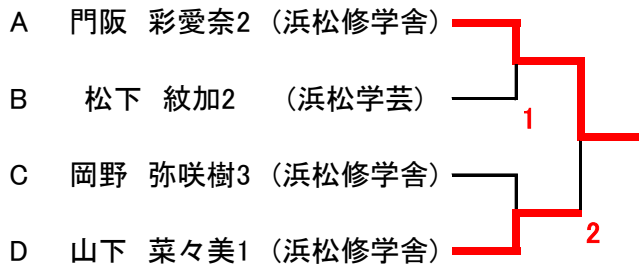 A 門阪 彩愛奈2 (浜松修学舎)
B 松下 紋加2 (浜松学芸)
1
C 岡野 弥咲樹3 (浜松修学舎)
2
D 山下 菜々美1 (浜松修学舎)